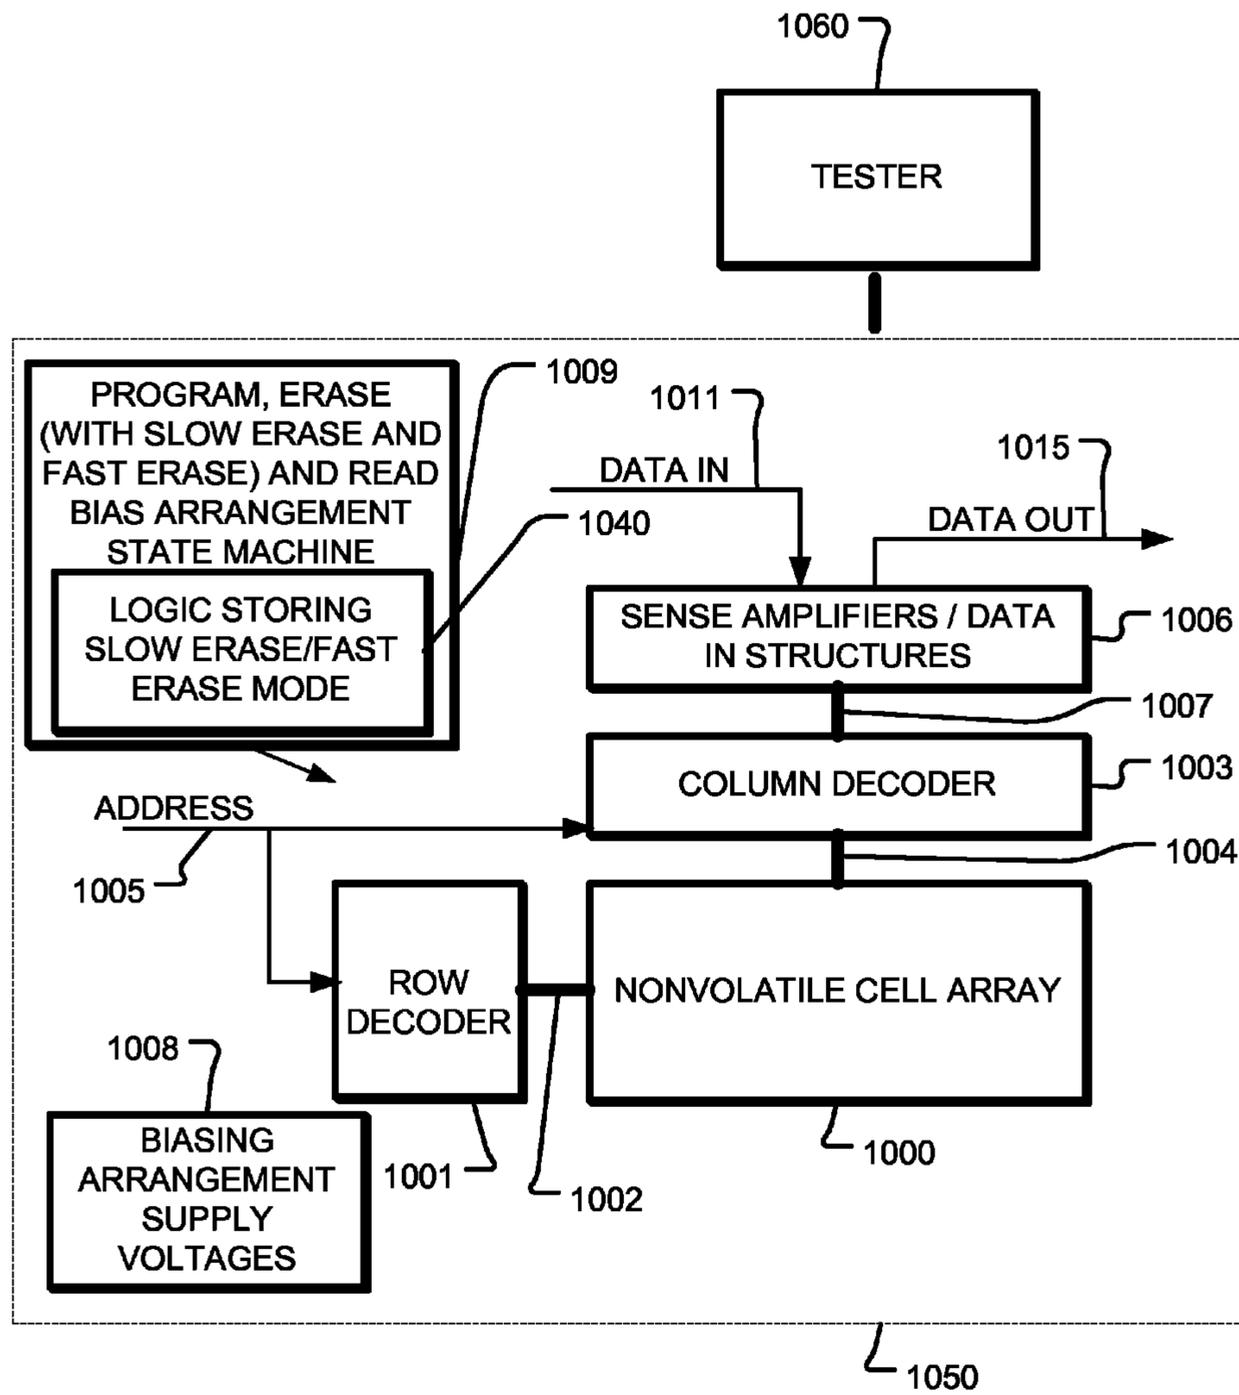 1060
TESTER
PROGRAM, ERASE
(WITH SLOW ERASE AND
FAST ERASE) AND READ
BIAS ARRANGEMENT
STATE MACHINE
1009
LOGIC STORING
SLOW ERASE/FAST
ERASE MODE
1040
1011
DATA IN
1015
DATA OUT
SENSE AMPLIFIERS / DATA
IN STRUCTURES
1006
1007
COLUMN DECODER
1003
ADDRESS
1005
1004
ROW
DECODER
NONVOLATILE CELL ARRAY
1008
BIASING
ARRANGEMENT
SUPPLY
VOLTAGES
1001
1002
1000
1050